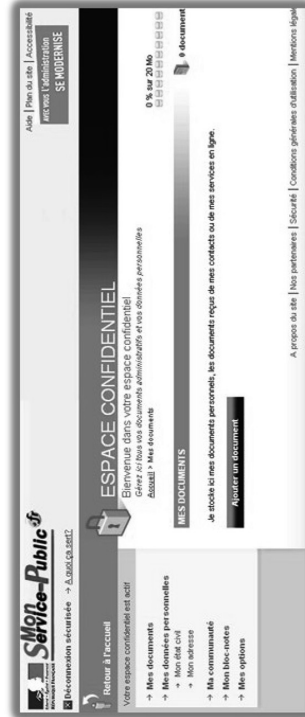 Aide | Plan du site | Accessibilité
Mon
Service-Public.fr
AVEC VOUS L'administration
SE MODERNISE
Déconnexion sécurisée → A quoi ça sert?
Retour à l'accueil
ESPACE CONFIDENTIEL
Votre espace confidentiel est actif
→ Mes documents
→ Mes données personnelles
→ Mon état civil
→ Mon adresse
→ Ma communauté
→ Mon bloc-notes
→ Mes options
Bienvenue dans votre espace confidentiel
Gérez ici tous vos documents administratifs et vos données personnelles
Accueil > Mes documents
0 % sur 20 Mo
MES DOCUMENTS
0 document
Je stocke ici mes documents personnels, les documents reçus de mes contacts ou de mes services en ligne.
Ajouter un document
A propos du site | Nos partenaires | Sécurité | Conditions générales d'utilisation | Mentions légale